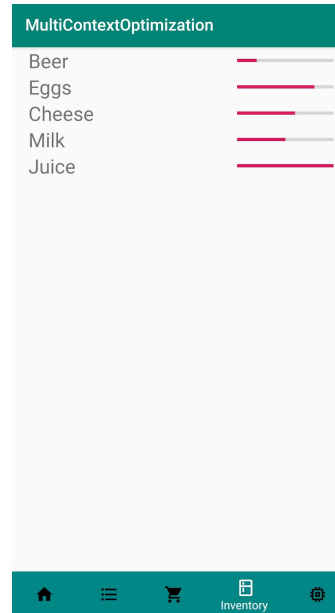 MultiContextOptimization
Beer
Eggs
Cheese
Milk
Juice
Inventory